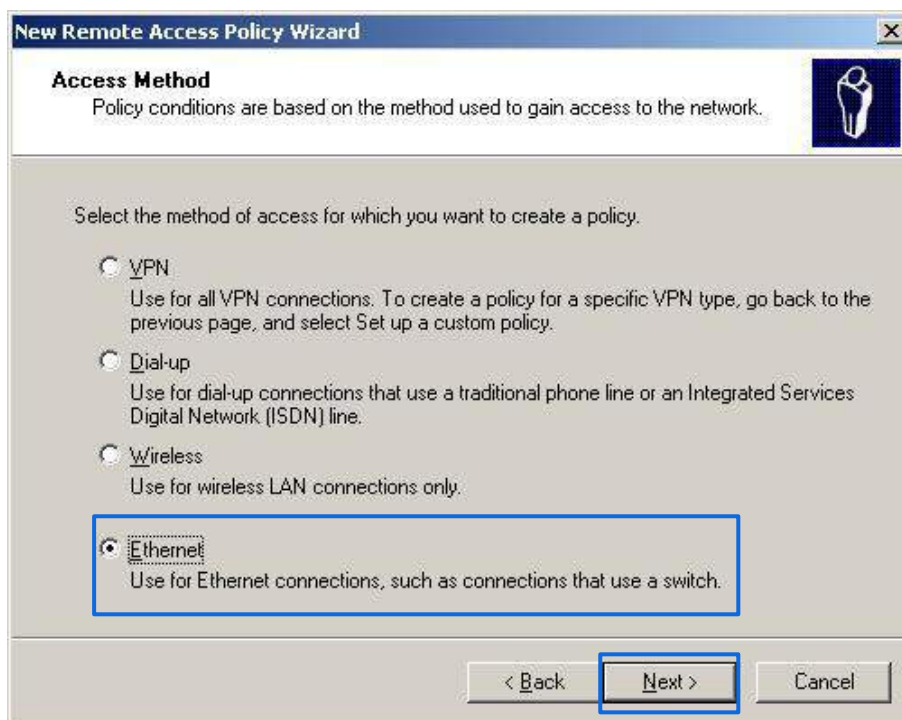 New Remote Access Policy Wizard
Access Method
Policy conditions are based on the method used to gain access to the network.
Select the method of access for which you want to create a policy.
VPN
Use for all VPN connections. To create a policy for a specific VPN type, go back to the
previous page, and select Set up a custom policy.
Dial-up
Use for dial-up connections that use a traditional phone line or an Integrated Services
Digital Network (ISDN) line.
Wireless
Use for wireless LAN connections only.
Ethernet
Use for Ethernet connections, such as connections that use a switch.
< Back Next > Cancel